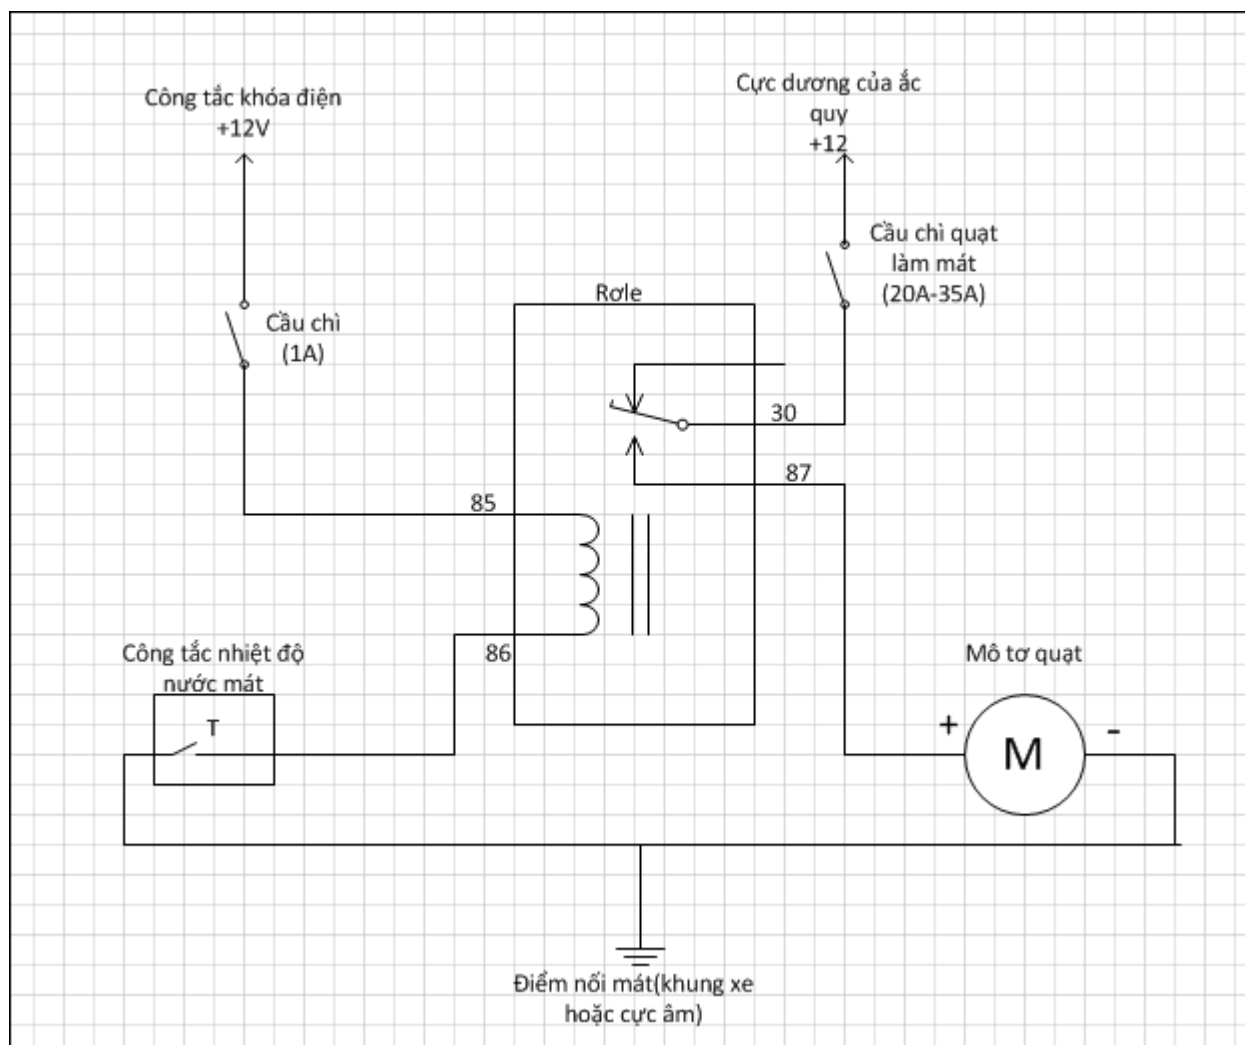 Công tắc khóa điện
+12V
Cực dương của ắc
quy
+12
Cầu chì quạt
làm mát
(20A-35A)
Rơle
Cầu chì
(1A)
30
87
85
86
Công tắc nhiệt độ
nước mát
T
Mô tơ quạt
+
-
M
Điểm nối mát(khung xe
hoặc cực âm)